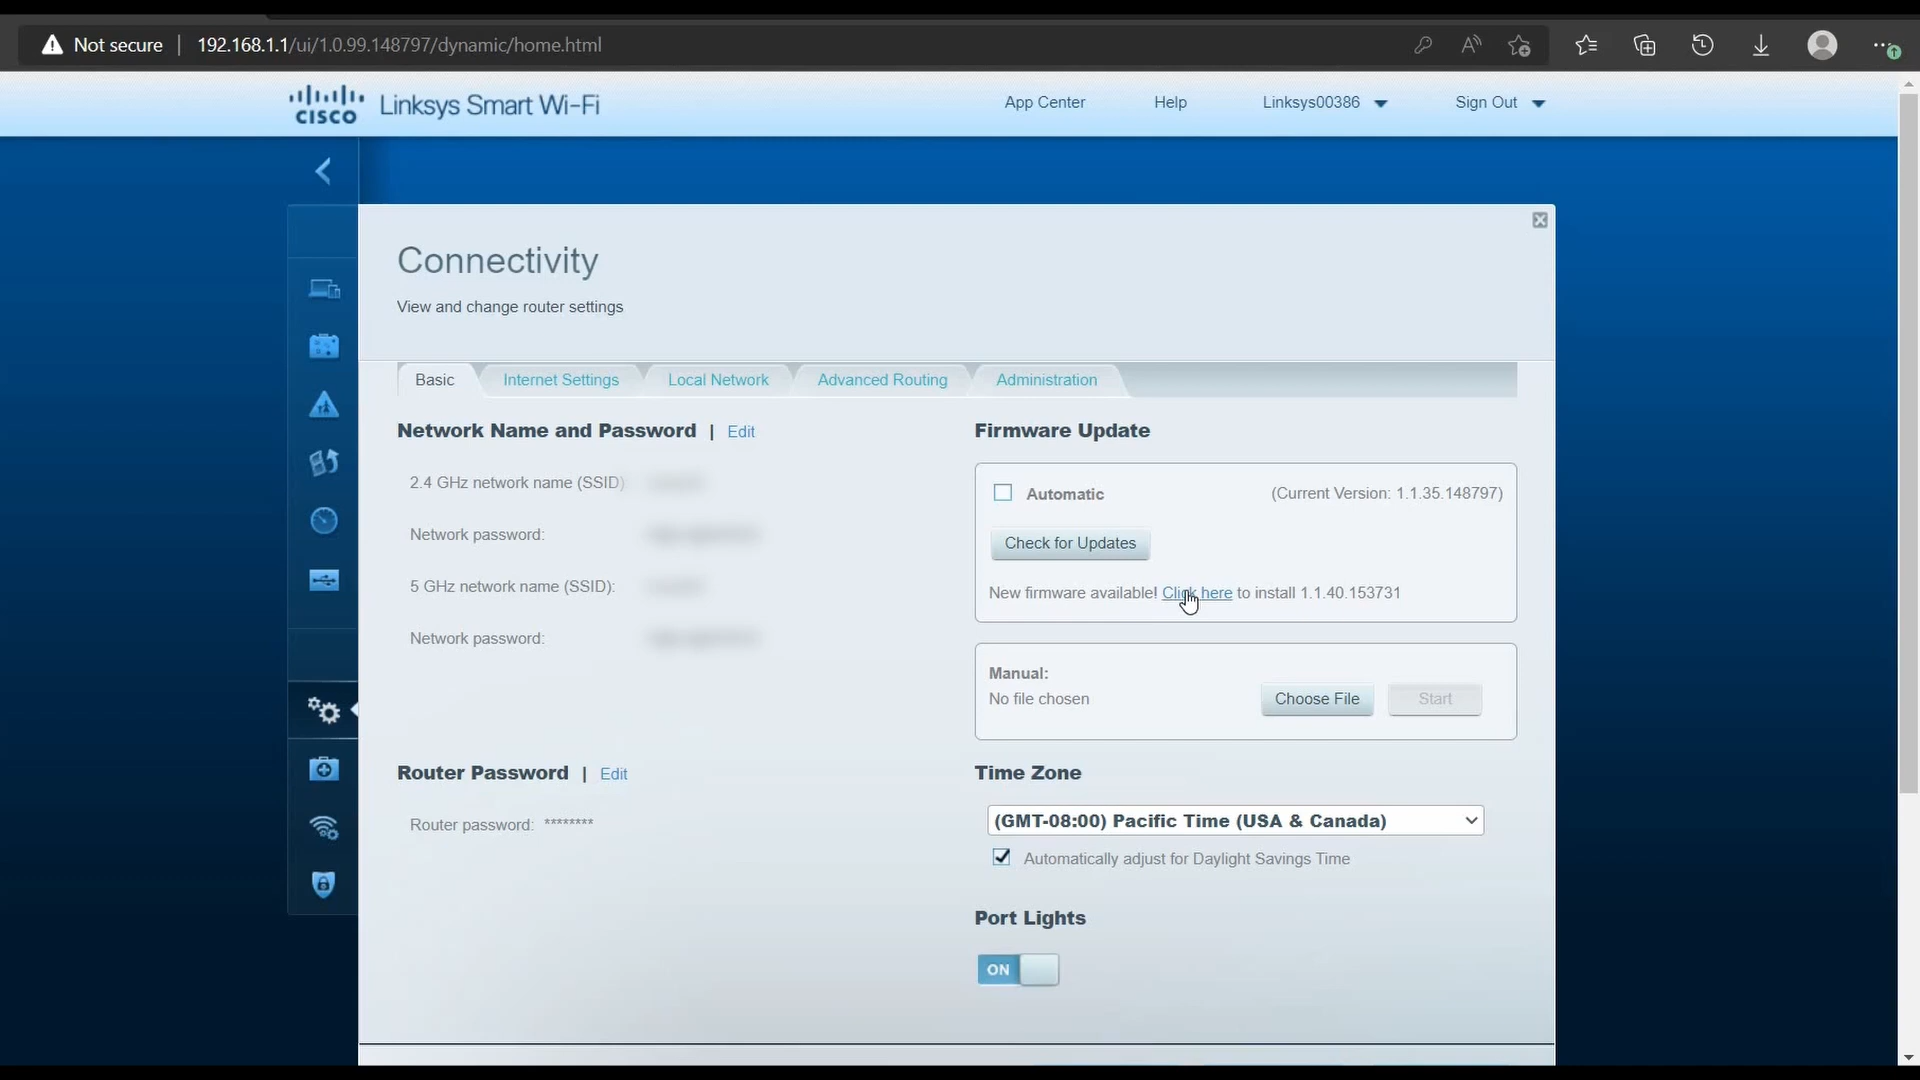 Not secure | 192.168.1.1/ui/1.0.99.148797/dynamic/home.html
CISCO Linksys Smart Wi-Fi
App Center Help Linksys00386 Sign Out
Connectivity
View and change router settings
Basic Internet Settings Local Network Advanced Routing Administration
Network Name and Password | Edit
2.4 GHz network name (SSID)
Network password:
5 GHz network name (SSID):
Network password:
Router Password | Edit
Router password: ********
Firmware Update
Automatic (Current Version: 1.1.35.148797)
Check for Updates
New firmware available! Click here to install 1.1.40.153731
Manual:
No file chosen Choose File Start
Time Zone
(GMT-08:00) Pacific Time (USA & Canada)
Automatically adjust for Daylight Savings Time
Port Lights
ON